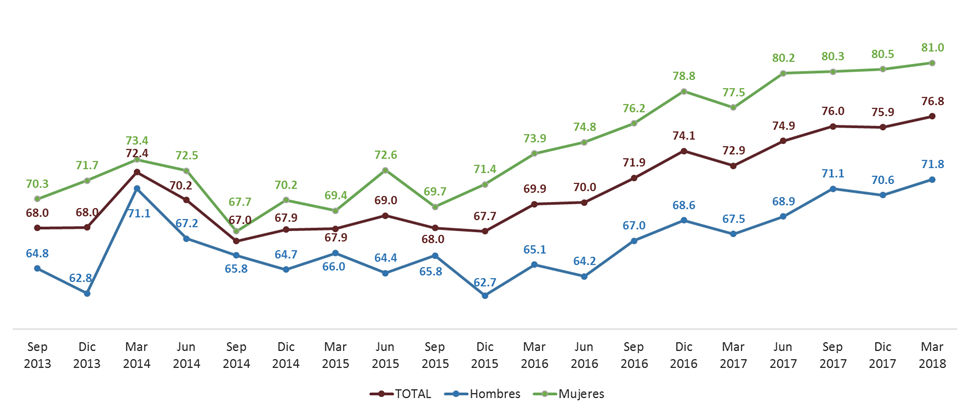 70.3 71.7 73.4 72.5 67.7 70.2 69.4 72.6 69.7 71.4 73.9 74.8 76.2 78.8 77.5 80.2 80.3 80.5 81.0
68.0 68.0 72.4 70.2 67.0 67.9 67.9 69.0 68.0 67.7 69.9 70.0 71.9 74.1 72.9 74.9 76.0 75.9 76.8
64.8 62.8 71.1 67.2 65.8 64.7 66.0 64.4 65.8 62.7 65.1 64.2 67.0 68.6 67.5 68.9 71.1 70.6 71.8
Sep Dic Mar Jun Sep Dic Mar Jun Sep Dic Mar Jun Sep Dic Mar Jun Sep Dic Mar
2013 2013 2014 2014 2014 2014 2015 2015 2015 2015 2016 2016 2016 2016 2017 2017 2017 2017 2018
TOTAL Hombres Mujeres